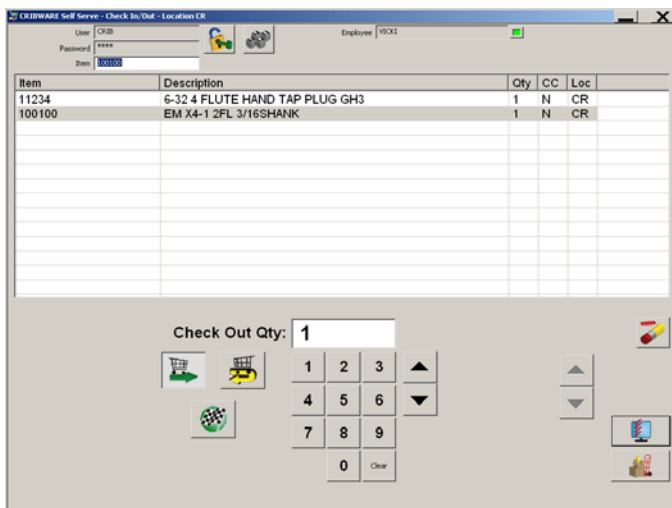 CRIBWARE Self Serve - Check In/Out - Location CR
User CRIB Employee VICKI
Password ****
Item 100100
Item Description Qty CC Loc
11234 6-32 4 FLUTE HAND TAP PLUG GH3 1 N CR
100100 EM X4-1 2FL 3/16SHANK 1 N CR
Check Out Qty: 1
1 2 3
4 5 6
7 8 9
0 Clear